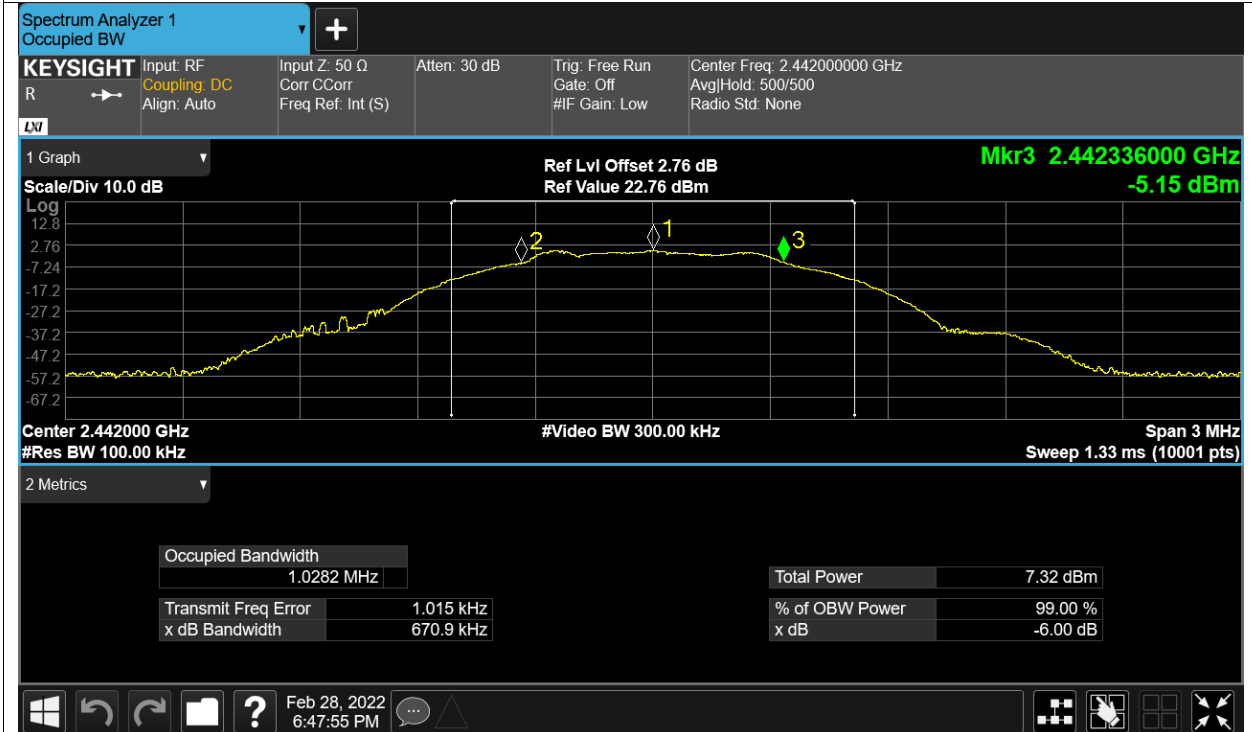 Spectrum Analyzer 1
Occupied BW
+
KEYSIGHT
R
LXI
Input: RF
Coupling: DC
Align: Auto
Input Z: 50 Ω
Corr CCorr
Freq Ref: Int (S)
Atten: 30 dB
Trig: Free Run
Gate: Off
#IF Gain: Low
Center Freq: 2.442000000 GHz
Avg|Hold: 500/500
Radio Std: None
1 Graph
Scale/Div 10.0 dB
Ref Lvl Offset 2.76 dB
Ref Value 22.76 dBm
Mkr3 2.442336000 GHz
-5.15 dBm
Log
12.8
2.76
-7.24
-17.2
-27.2
-37.2
-47.2
-57.2
-67.2
2
1
3
Center 2.442000 GHz
#Res BW 100.00 kHz
#Video BW 300.00 kHz
Span 3 MHz
Sweep 1.33 ms (10001 pts)
2 Metrics
Occupied Bandwidth
1.0282 MHz
Transmit Freq Error 1.015 kHz
x dB Bandwidth 670.9 kHz
Total Power 7.32 dBm
% of OBW Power 99.00 %
x dB -6.00 dB
?
Feb 28, 2022
6:47:55 PM